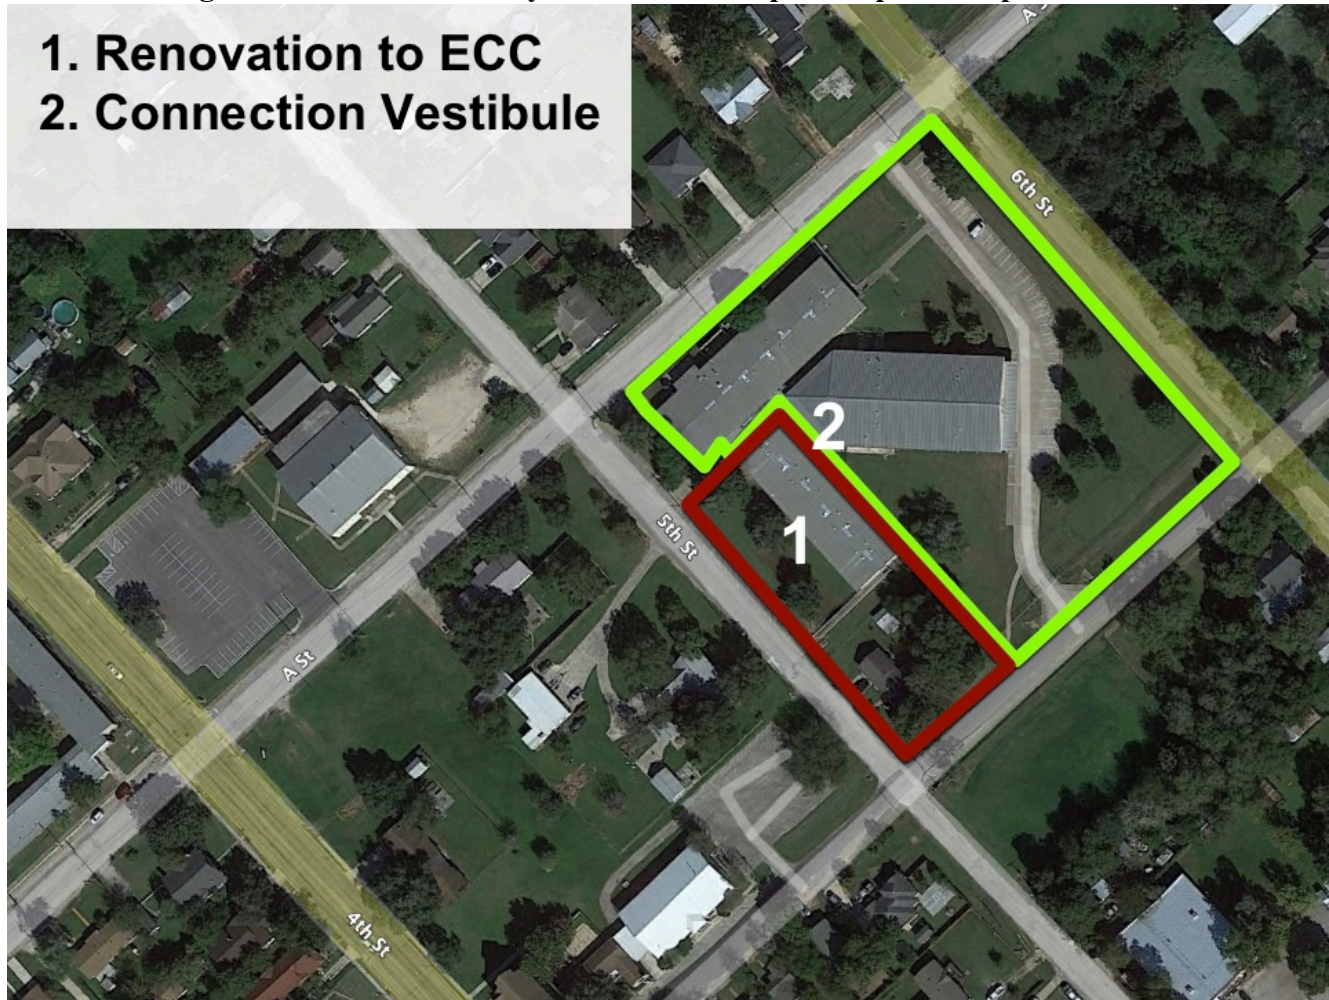 1. Renovation to ECC
2. Connection Vestibule
6th St
2
1
5th St
A St
4th St